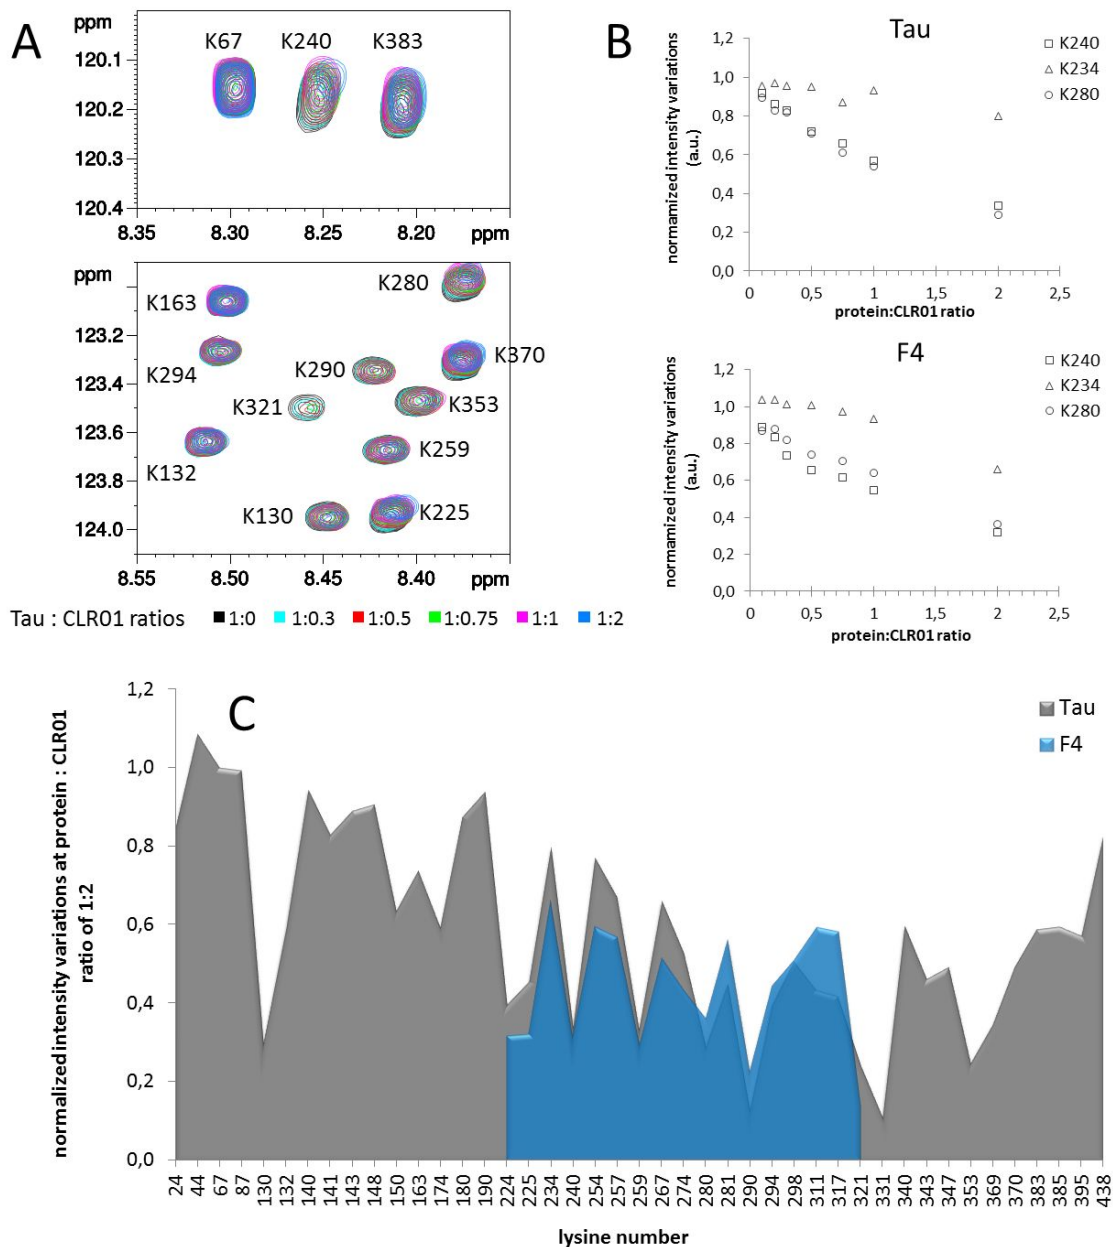 A
ppm
K67 K240 K383
120.1
120.2
120.3
120.4
8.35 8.30 8.25 8.20 ppm
ppm
K280
K163
123.2
K294 K290 K370
123.4
K321 K353
123.6
K132 K259
123.8
K130 K225
124.0
8.55 8.50 8.45 8.40 ppm
Tau : CLR01 ratios 1:0 1:0.3 1:0.5 1:0.75 1:1 1:2
B
Tau
normamized intensity variations
(a.u.)
1,2
1,0
0,8
0,6
0,4
0,2
0,0
0 0,5 1 1,5 2 2,5
protein:CLR01 ratio
K240
K234
K280
F4
normamized intensity variations
(a.u.)
1,2
1,0
0,8
0,6
0,4
0,2
0,0
0 0,5 1 1,5 2 2,5
protein:CLR01 ratio
K240
K234
K280
C
normalizedintensity variations at protein : CLR01
ratio of 1:2
1,2
1,0
0,8
0,6
0,4
0,2
0,0
Tau
F4
24 44 67 87 130 132 140 141 143 148 150 163 174 180 190 224 225 234 240 254 257 259 267 274 280 281 290 294 298 311 317 321 331 340 343 347 353 369 370 383 385 395 438
lysine number